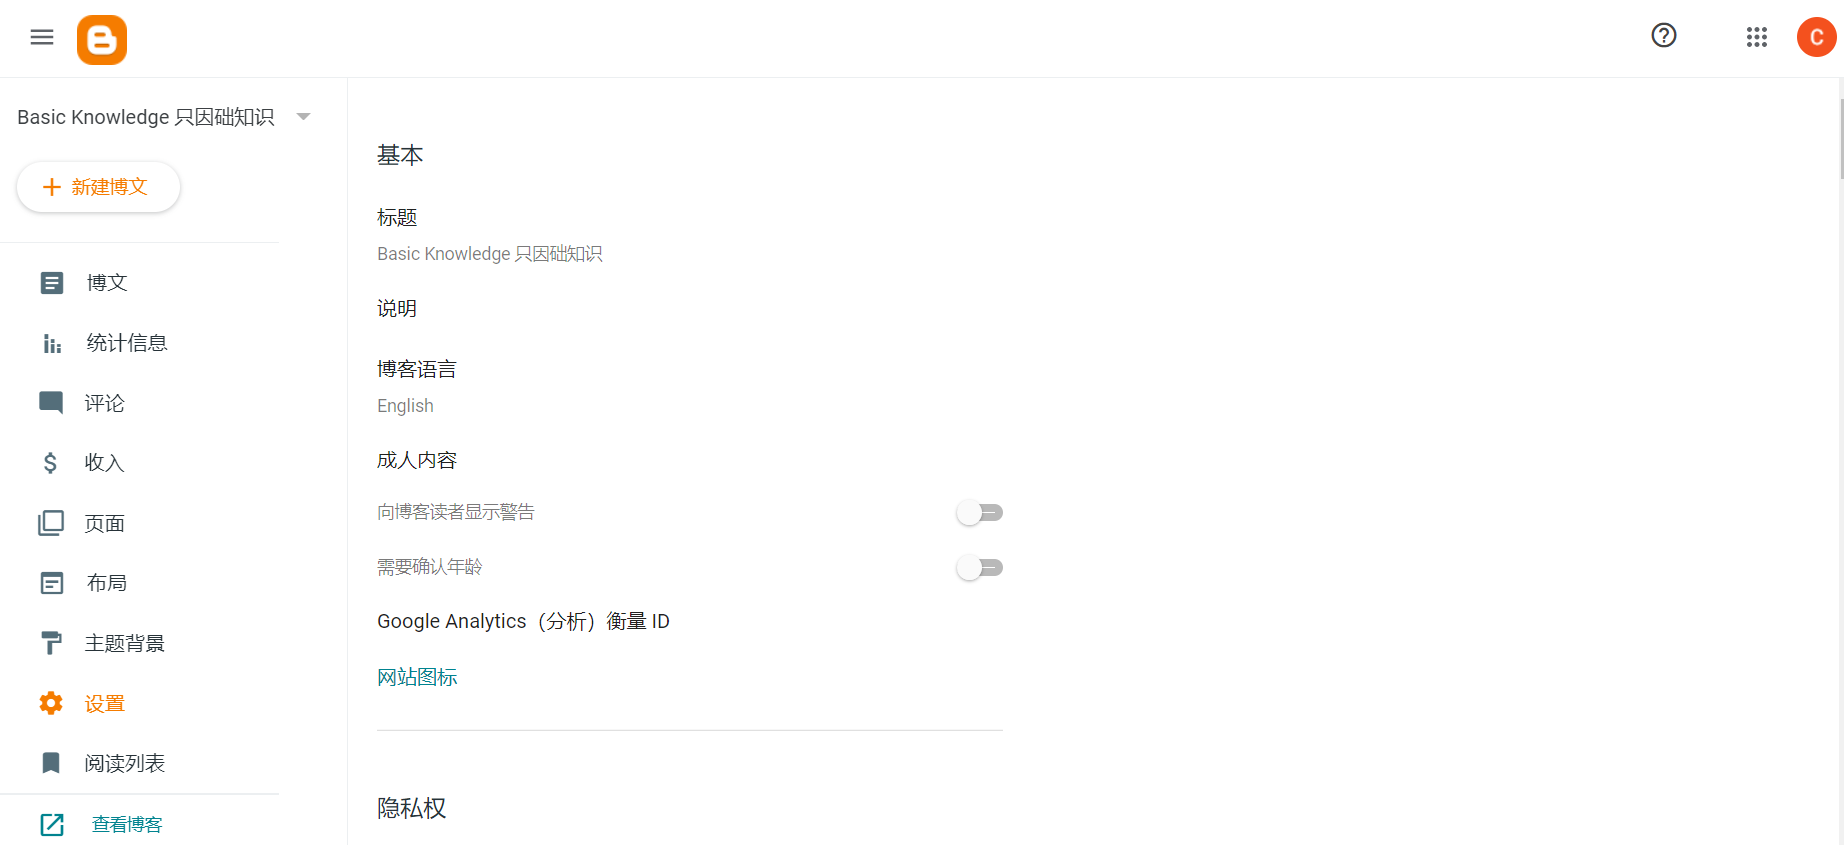 C
Basic Knowledge 只因础知识
新建博文
博文
统计信息
评论
收入
页面
布局
主题背景
设置
阅读列表
查看博客
基本
标题
Basic Knowledge 只因础知识
说明
博客语言
English
成人内容
向博客读者显示警告
需要确认年龄
Google Analytics（分析）衡量 ID
网站图标
隐私权